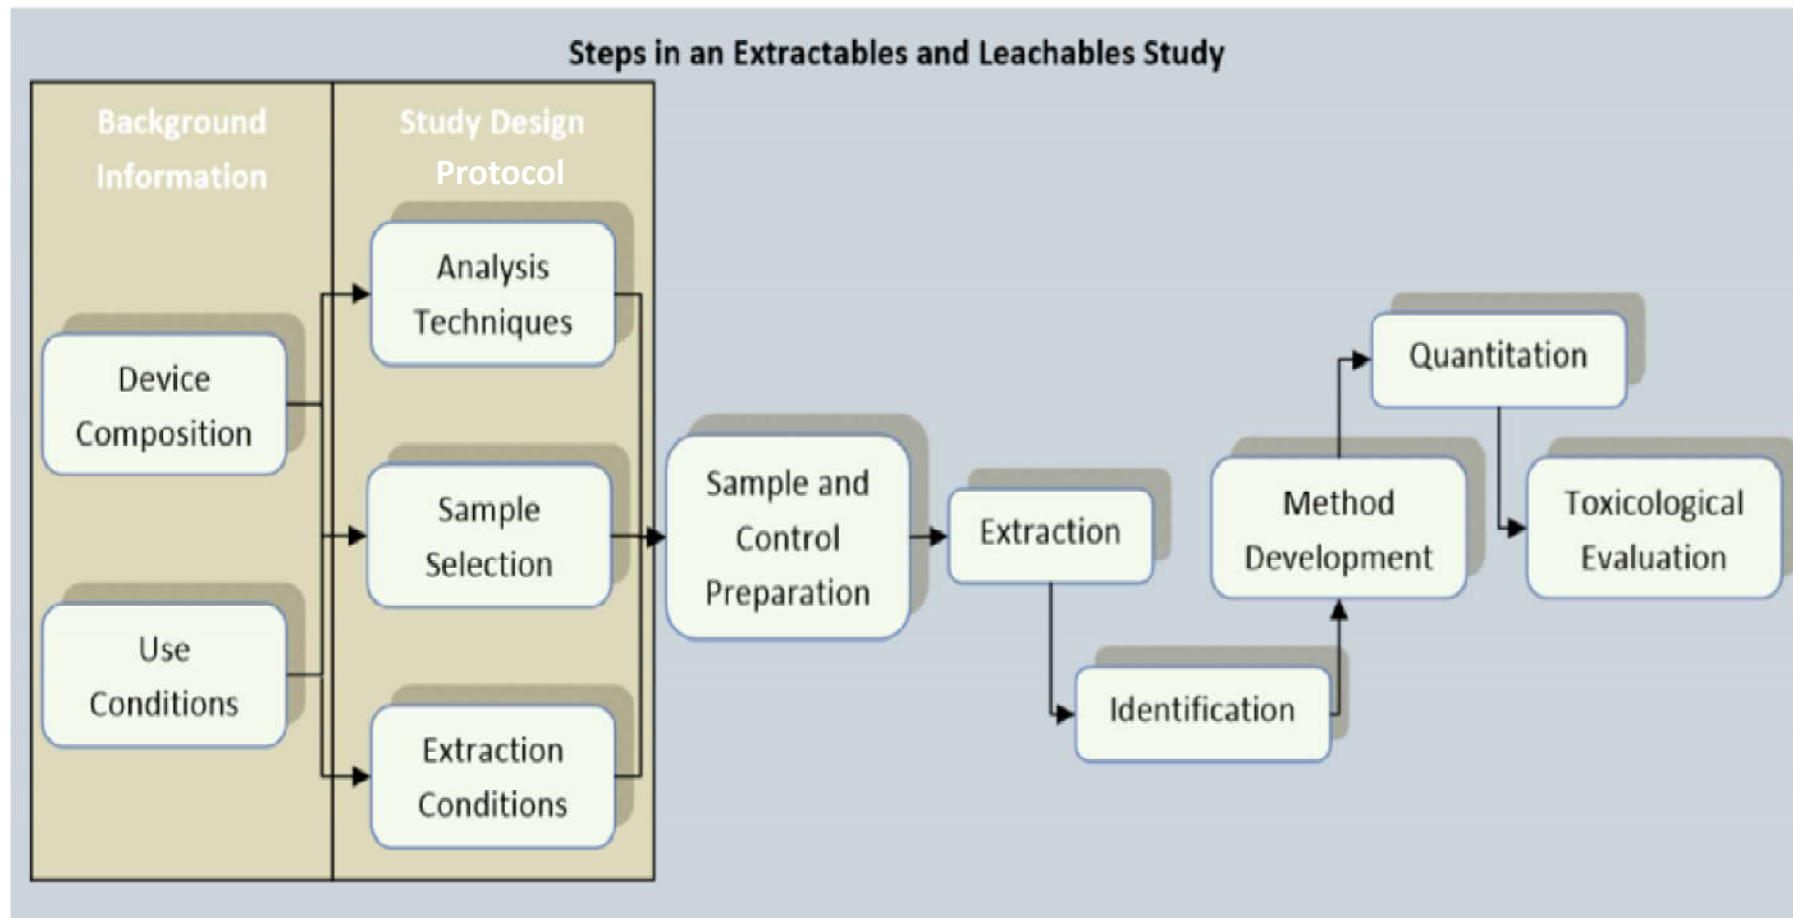 Steps in an Extractables and Leachables Study
Background
Information
Study Design
Protocol
Device
Composition
Use
Conditions
Analysis
Techniques
Sample
Selection
Extraction
Conditions
Sample and
Control
Preparation
Extraction
Identification
Method
Development
Quantitation
Toxicological
Evaluation